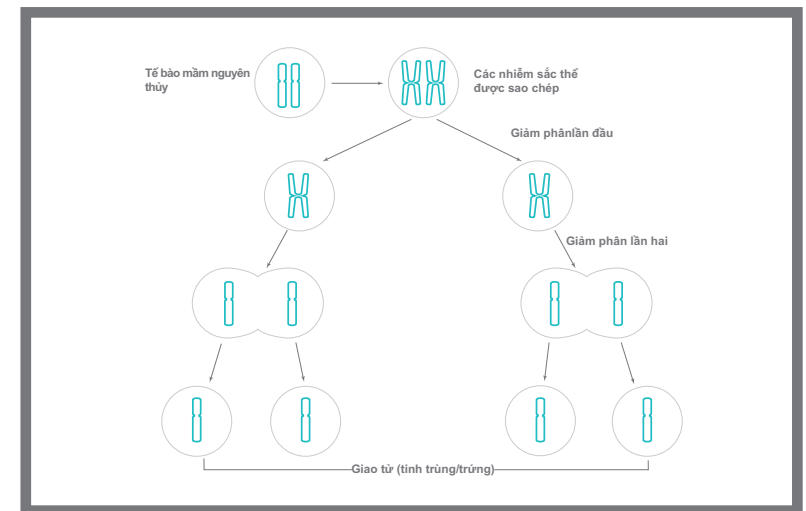 Tế bào mầm nguyên
thủy
Các nhiễm sắc thể
được sao chép
Giảm phânlần đầu
Giảm phân lần hai
Giao tử (tinh trùng/trứng)